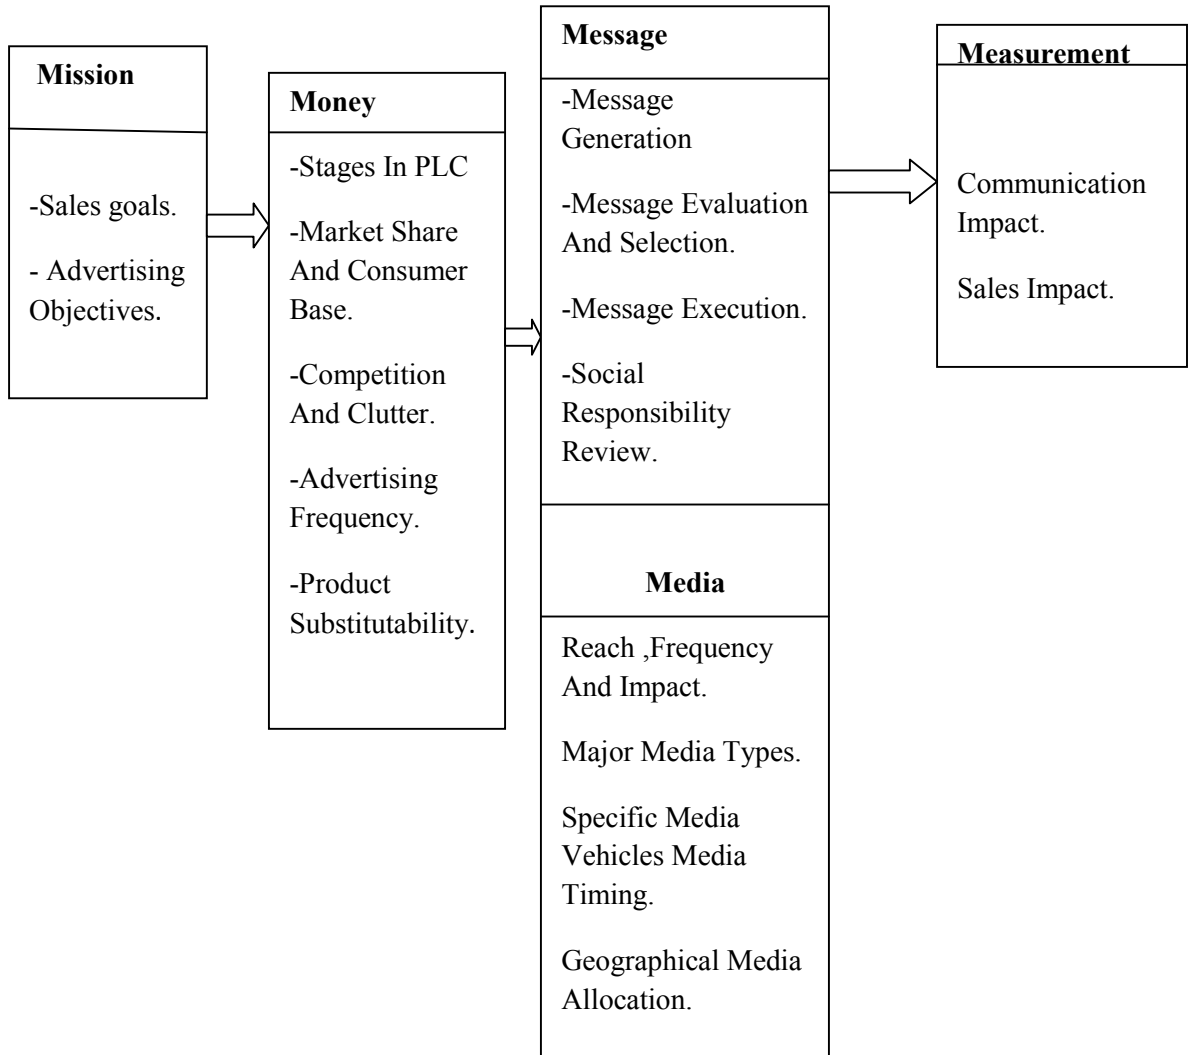 Mission
-Sales goals.
- Advertising
Objectives.
Money
-Stages In PLC
-Market Share
And Consumer
Base.
-Competition
And Clutter.
-Advertising
Frequency.
-Product
Substitutability.
Message
-Message
Generation
-Message Evaluation
And Selection.
-Message Execution.
-Social
Responsibility
Review.
Media
Reach ,Frequency
And Impact.
Major Media Types.
Specific Media
Vehicles Media
Timing.
Geographical Media
Allocation.
Measurement
Communication
Impact.
Sales Impact.